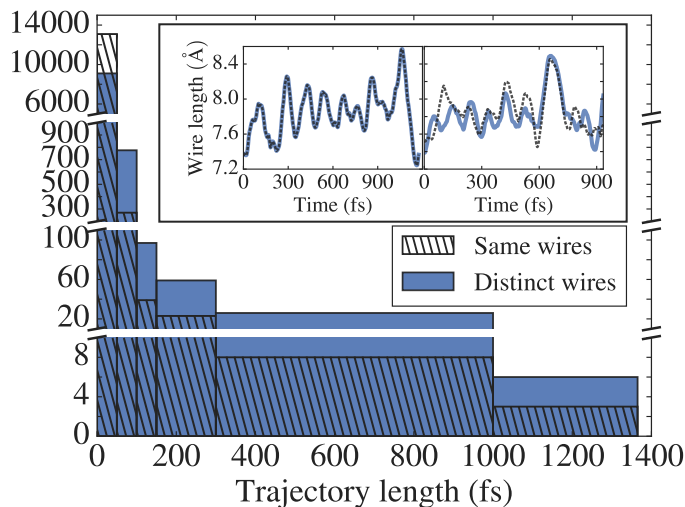 14000
10000
6000
900
700
500
300
100
60
20
8
4
0
0 200 400 600 800 1000 1200 1400
Trajectory length (fs)
Wire length (Å)
8.4
8.0
7.6
7.2
0 300 600 900
Time (fs)
0 300 600 900
Time (fs)
Same wires
Distinct wires